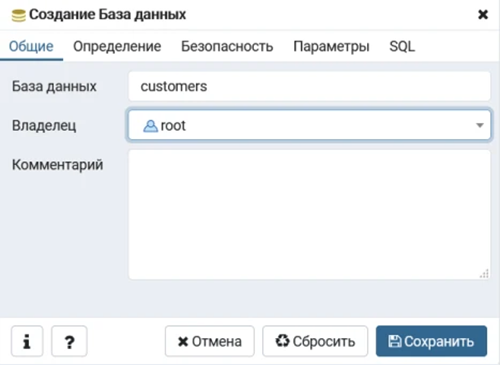 Создание База данных
Общие Определение Безопасность Параметры SQL
База данных customers
Владелец root
Комментарий
i ? Отмена Сбросить Сохранить